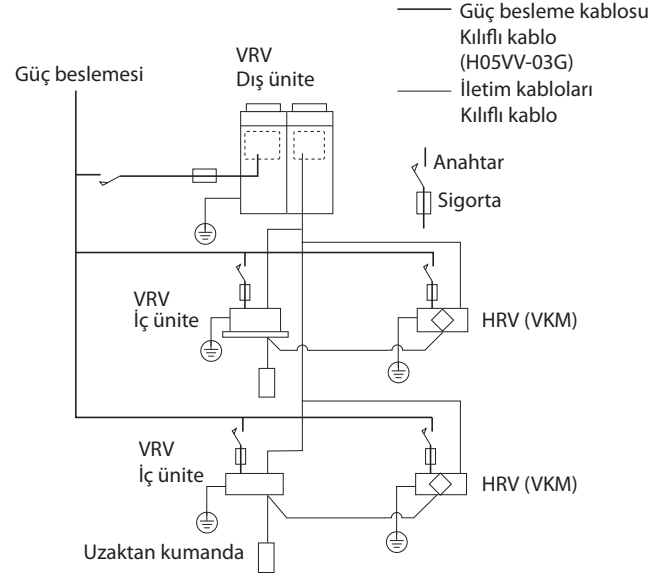 Güç besleme kablosu
Kılıflı kablo
(H05VV-03G)
İletim kabloları
Kılıflı kablo
VRV
Dış ünite
Güç beslemesi
Anahtar
Sigorta
VRV
İç ünite
HRV (VKM)
VRV
İç ünite
HRV (VKM)
Uzaktan kumanda